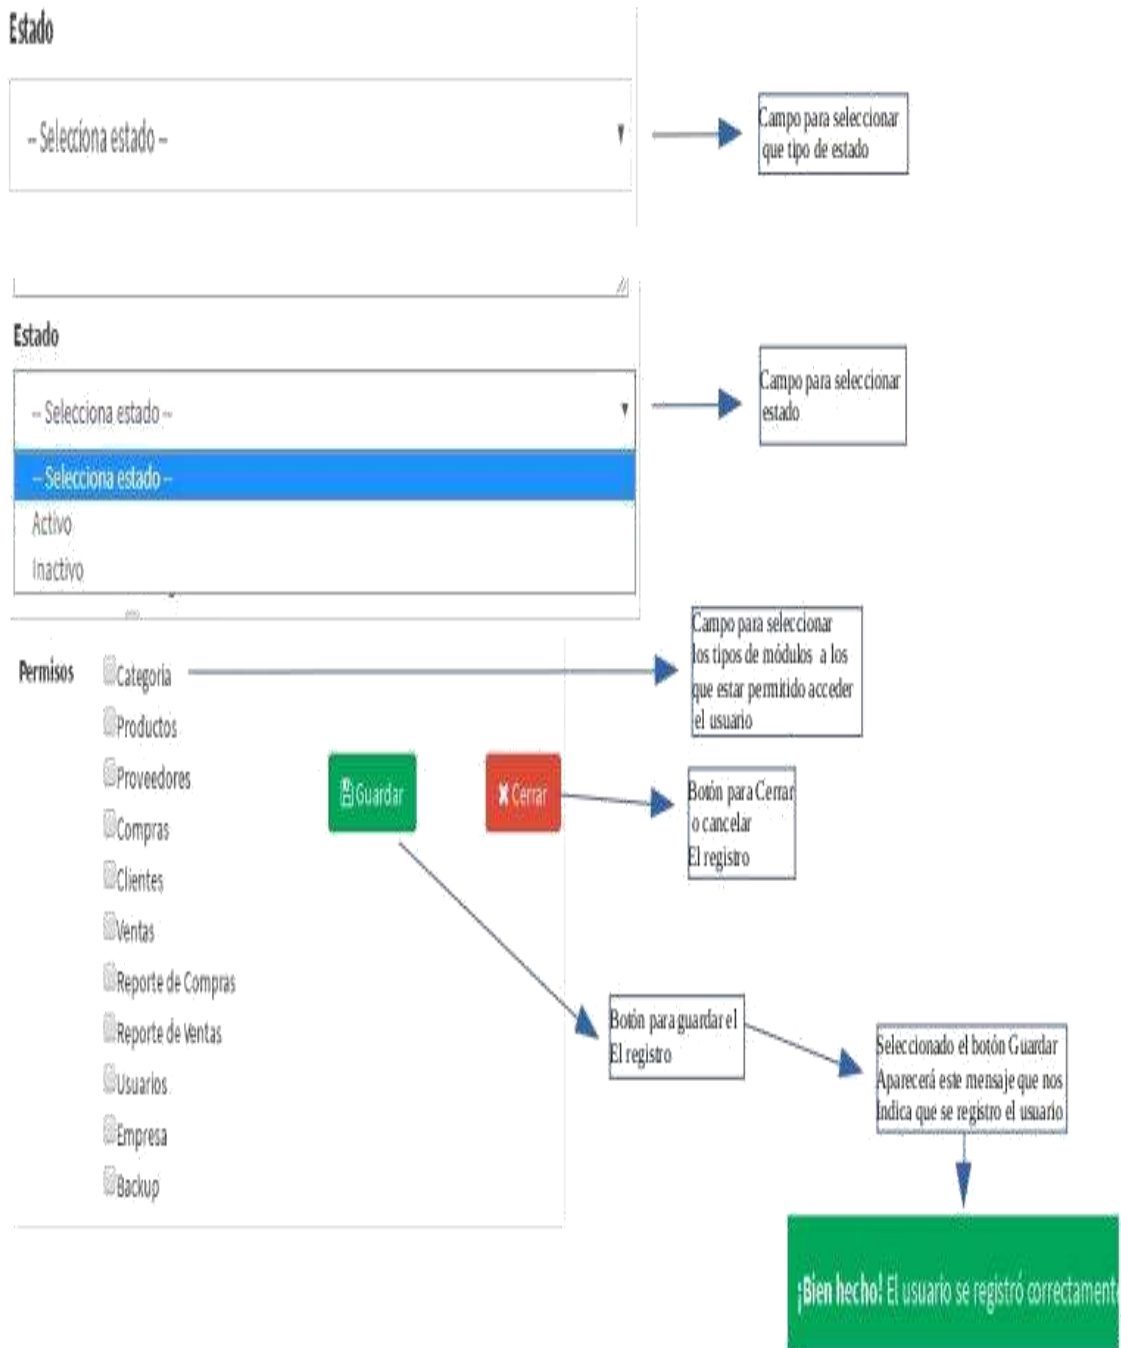 Estado
-- Selecciona estado --
Campo para seleccionar
que tipo de estado
Estado
-- Selecciona estado --
-- Selecciona estado --
Activo
Inactivo
Campo para seleccionar
estado
Permisos
Categoria
Productos
Proveedores
Compras
Clientes
Ventas
Reporte de Compras
Reporte de Ventas
Usuarios
Empresa
Backup
Campo para seleccionar
los tipos de módulos a los
que estar permitido acceder
el usuario
Guardar
Cerrar
Botón para Cerrar
o cancelar
El registro
Botón para guardar el
El registro
Seleccionado el botón Guardar
Aparecerá este mensaje que nos
Indica que se registro el usuario
¡Bien hecho! El usuario se registró correctamente